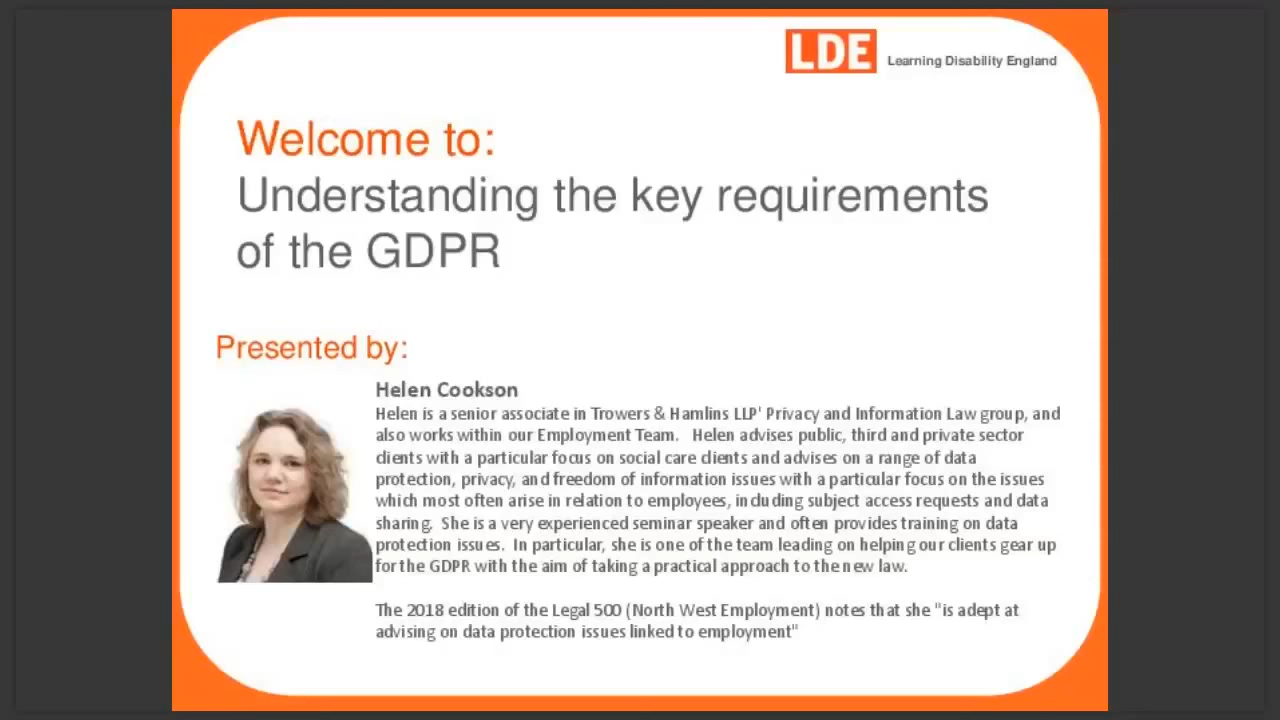 LDE Learning Disability England
Welcome to:
Understanding the key requirements
of the GDPR
Presented by:
Helen Cookson
Helen is a senior associate in Trowers & Hamlins LLP' Privacy and Information Law group, and
also works within our Employment Team. Helen advises public, third and private sector
clients with a particular focus on social care clients and advises on a range of data
protection, privacy, and freedom of information issues with a particular focus on the issues
which most often arise in relation to employees, including subject access requests and data
sharing. She is a very experienced seminar speaker and often provides training on data
protection issues. In particular, she is one of the team leading on helping our clients gear up
for the GDPR with the aim of taking a practical approach to the new law.
The 2018 edition of the Legal 500 (North West Employment) notes that she "is adept at
advising on data protection issues linked to employment"